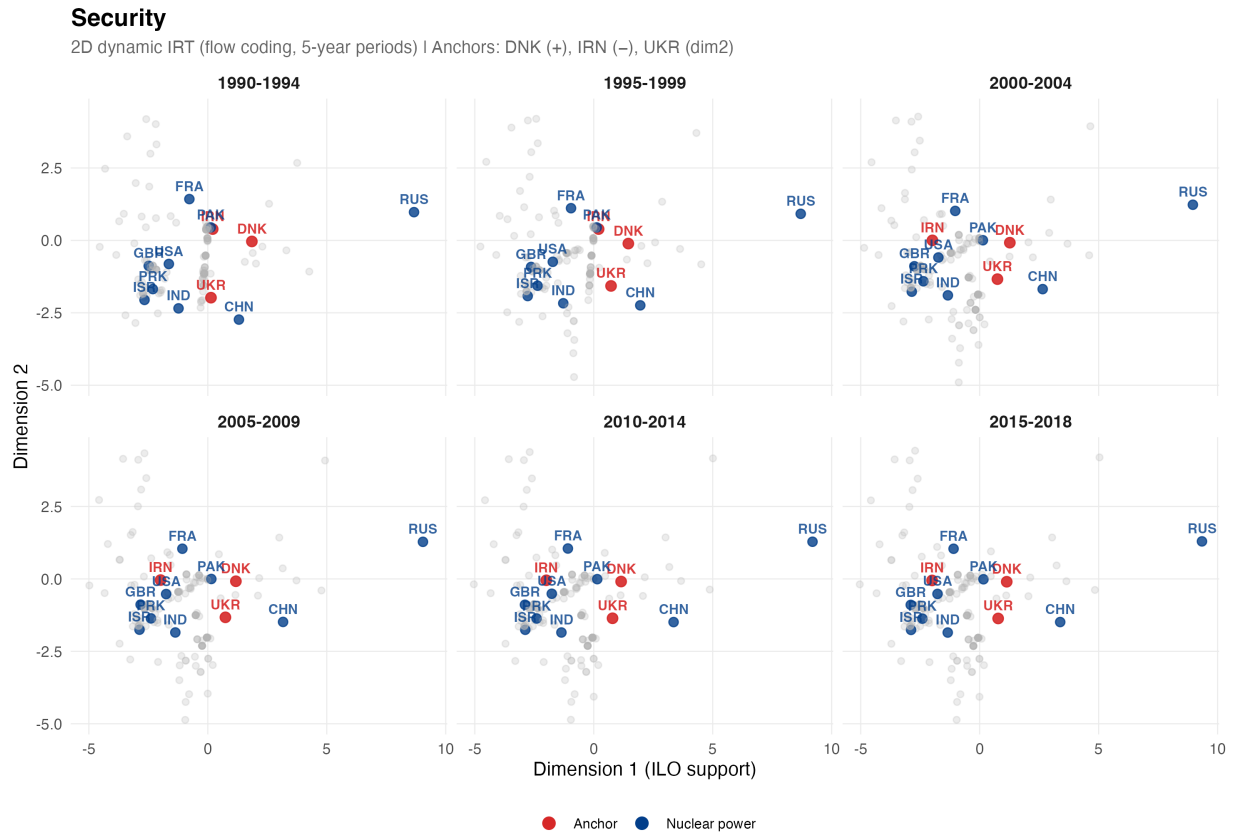 Security
2D dynamic IRT (flow coding, 5-year periods) | Anchors: DNK (+), IRN (−), UKR (dim2)
1990-1994
1995-1999
2000-2004
2.5
0.0
-2.5
-5.0
FRA
RUS
PAK
IRN
DNK
GBR
USA
PRK
ISR
UKR
IND
CHN
FRA
RUS
PAK
IRN
DNK
GBR
USA
PRK
ISR
UKR
IND
CHN
FRA
RUS
IRN
PAK
DNK
GBR
USA
PRK
ISR
UKR
IND
CHN
2005-2009
2010-2014
2015-2018
2.5
0.0
-2.5
-5.0
FRA
RUS
IRN
PAK
DNK
USA
GBR
PRK
ISR
UKR
IND
CHN
FRA
RUS
IRN
PAK
DNK
USA
GBR
PRK
ISR
UKR
IND
CHN
FRA
RUS
IRN
PAK
DNK
USA
GBR
PRK
ISR
UKR
IND
CHN
-5
0
5
10
-5
0
5
10
-5
0
5
10
Dimension 2
Dimension 1 (ILO support)
Anchor
Nuclear power